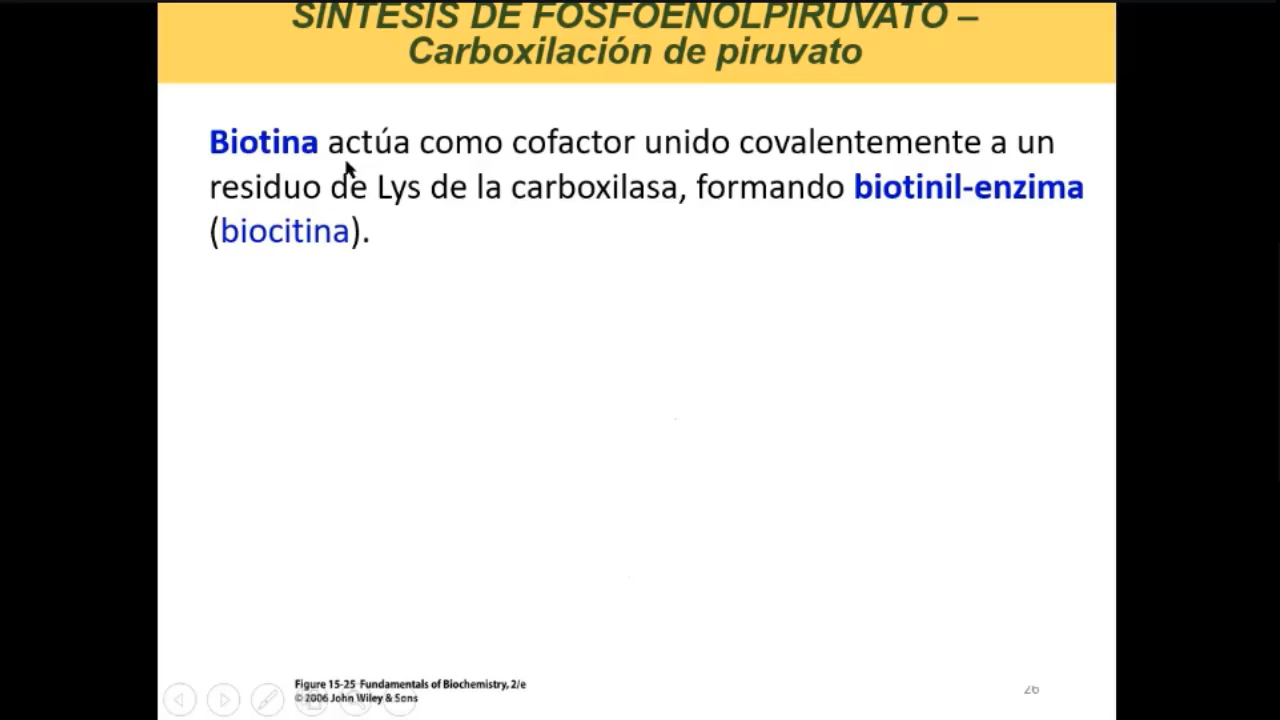 SÍNTESIS DE FOSFOENOLPIRUVATO –
Carboxilación de piruvato
Biotina actúa como cofactor unido covalentemente a un
residuo de Lys de la carboxilasa, formando biotinil-enzima
(biocitina).
Figure 15-25 Fundamentals of Biochemistry, 2/e
© 2006 John Wiley & Sons
26